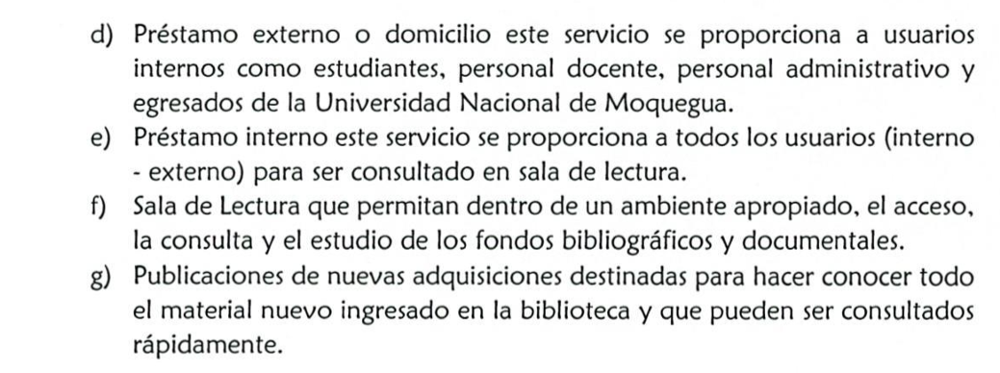 d) Préstamo externo o domicilio este servicio se proporciona a usuarios
internos como estudiantes, personal docente, personal administrativo y
egresados de la Universidad Nacional de Moquegua.
e) Préstamo interno este servicio se proporciona a todos los usuarios (interno
- externo) para ser consultado en sala de lectura.
f) Sala de Lectura que permitan dentro de un ambiente apropiado, el acceso,
la consulta y el estudio de los fondos bibliográficos y documentales.
g) Publicaciones de nuevas adquisiciones destinadas para hacer conocer todo
el material nuevo ingresado en la biblioteca y que pueden ser consultados
rápidamente.